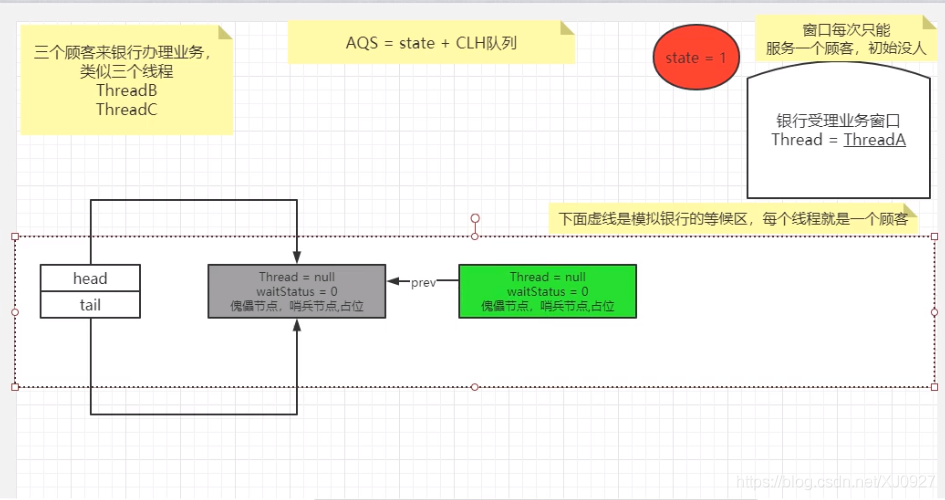 三个顾客来银行办理业务，
类似三个线程
ThreadB
ThreadC
AQS = state + CLH队列
state = 1
窗口每次只能
服务一个顾客，初始没人
银行受理业务窗口
Thread = ThreadA
下面虚线是模拟银行的等候区，每个线程就是一个顾客
head
tail
Thread = null
waitStatus = 0
傀儡节点，哨兵节点,占位
prev
Thread = null
waitStatus = 0
傀儡节点，哨兵节点,占位
https://blog.csdn.net/XJ0927